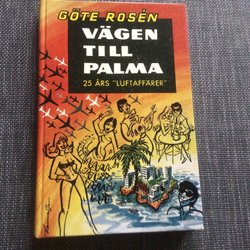 GÖTE ROSÉN
VÄGEN
TILL
PALMA
25 ÅRS "LUFTAFFÄRER"